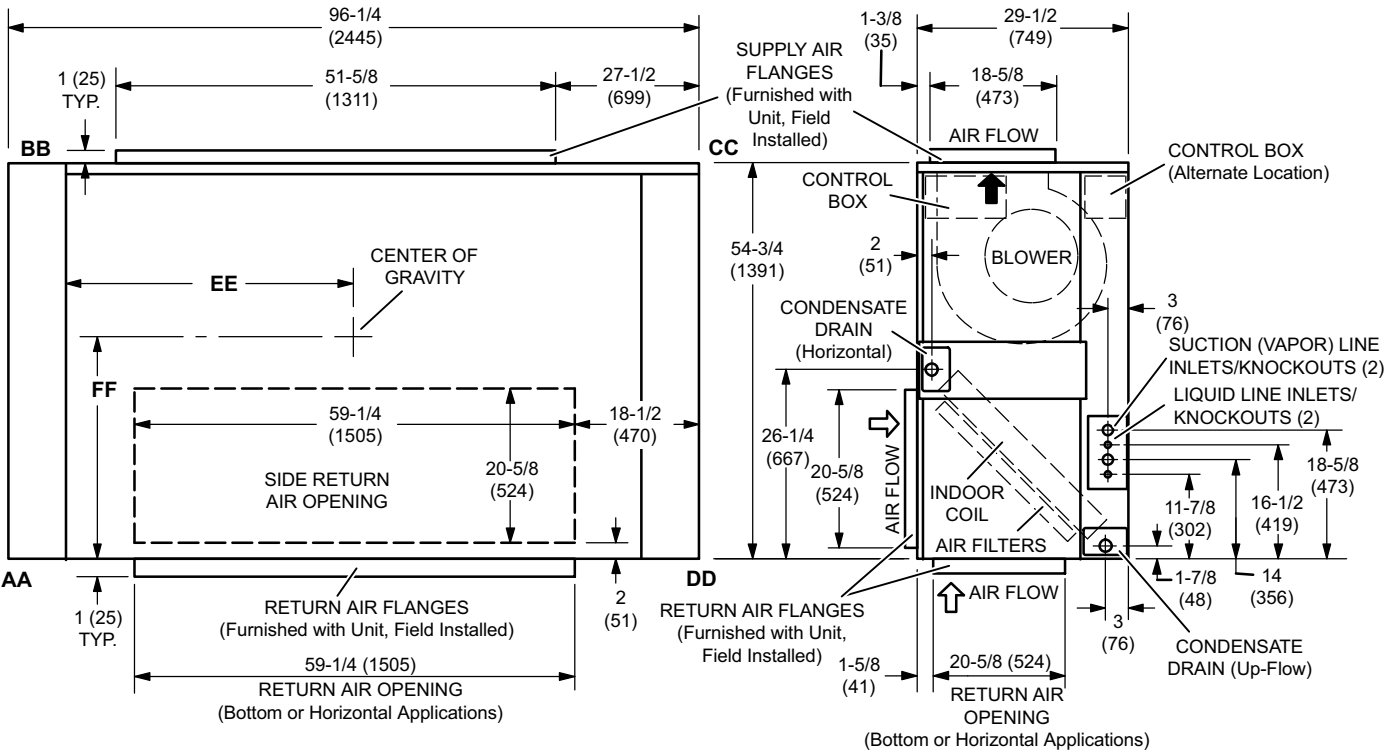 96-1/4
(2445)
1 (25)
TYP.
51-5/8
(1311)
27-1/2
(699)
SUPPLY AIR
FLANGES
(Furnished with
Unit, Field
Installed)
1-3/8
(35)
29-1/2
(749)
18-5/8
(473)
AIR FLOW
BB
CC
CONTROL BOX
(Alternate Location)
CONTROL
BOX
54-3/4
(1391)
2
(51)
BLOWER
CENTER OF
GRAVITY
EE
CONDENSATE
DRAIN
(Horizontal)
3
(76)
SUCTION (VAPOR) LINE
INLETS/KNOCKOUTS (2)
LIQUID LINE INLETS/
KNOCKOUTS (2)
FF
59-1/4
(1505)
18-1/2
(470)
SIDE RETURN
AIR OPENING
20-5/8
(524)
26-1/4
(667)
20-5/8
(524)
AIR FLOW
INDOOR
COIL
AIR FILTERS
11-7/8
(302)
16-1/2
(419)
18-5/8
(473)
AA
DD
1 (25)
TYP.
RETURN AIR FLANGES
(Furnished with Unit, Field Installed)
2
(51)
59-1/4 (1505)
RETURN AIR OPENING
(Bottom or Horizontal Applications)
RETURN AIR FLANGES
(Furnished with Unit,
Field Installed)
AIR FLOW
1-5/8
(41)
20-5/8 (524)
RETURN AIR
OPENING
(Bottom or Horizontal Applications)
1-7/8
(48)
14
(356)
3
(76)
CONDENSATE
DRAIN (Up-Flow)